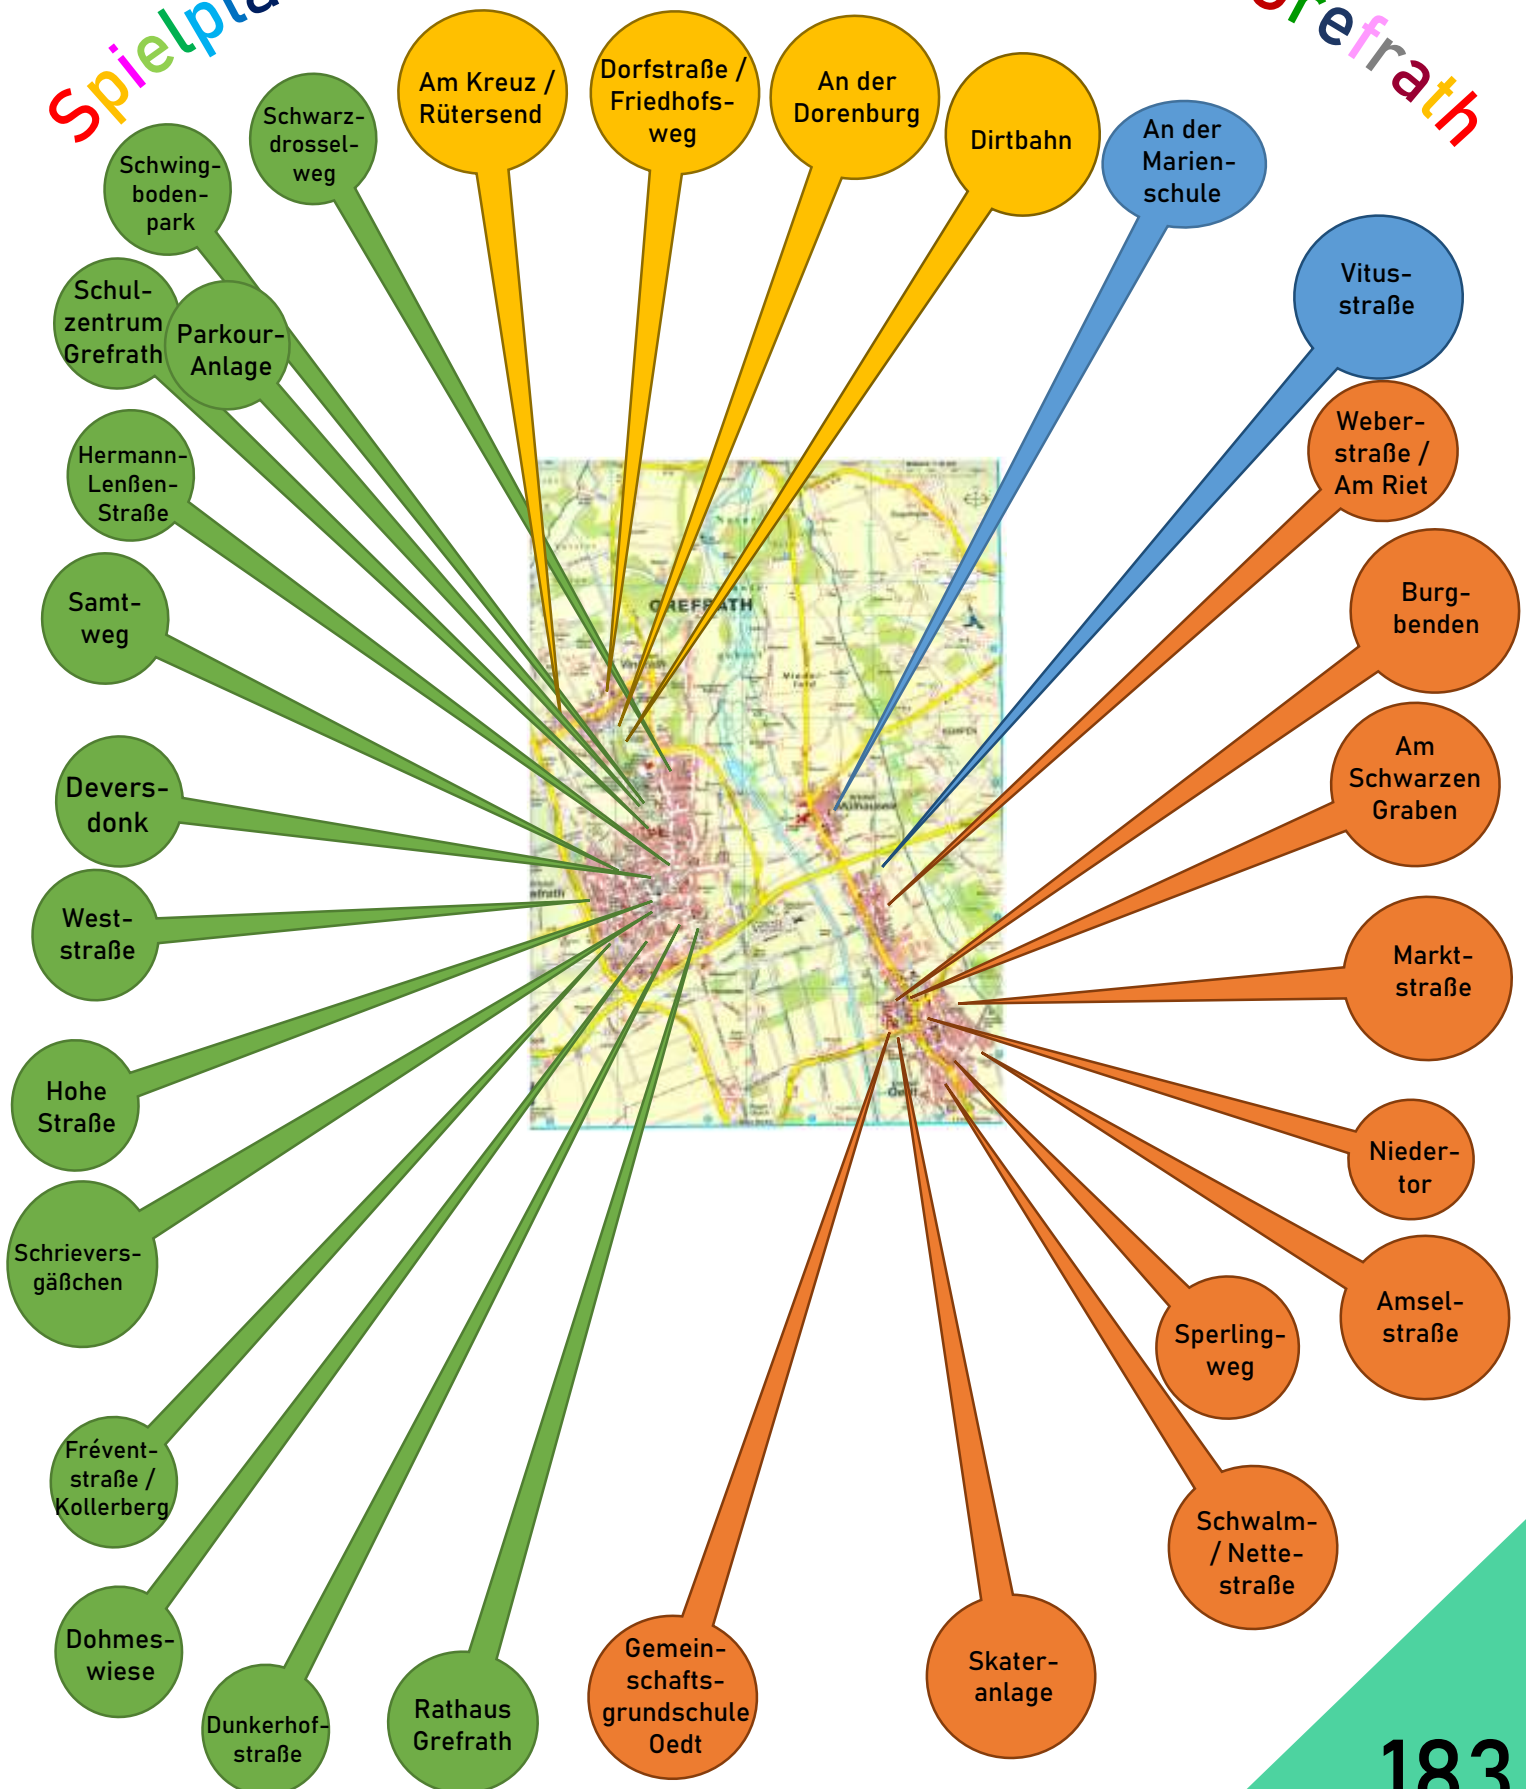 Spielpla
Grefrath
Am Kreuz /
Rütersend
Dorfstraße /
Friedhofs-
weg
An der
Dorenburg
Dirtbahn
An der
Marien-
schule
Schwarz-
drossel-
weg
Schwing-
boden-
park
Schul-
zentrum
Grefrath
Parkour-
Anlage
Vitus-
straße
Weber-
straße /
Am Riet
Hermann-
Lenßen-
Straße
Samt-
weg
Burg-
benden
GREFRATH
Am
Schwarzen
Graben
Devers-
donk
West-
straße
Markt-
straße
Hohe
Straße
Oedt
Nieder-
tor
Schrievers-
gäßchen
Amsel-
straße
Sperling-
weg
Frévent-
straße /
Kollerberg
Schwalm-
/ Nette-
straße
Dohmes-
wiese
Dunkerhof-
straße
Rathaus
Grefrath
Gemein-
schafts-
grundschule
Oedt
Skater-
anlage
183